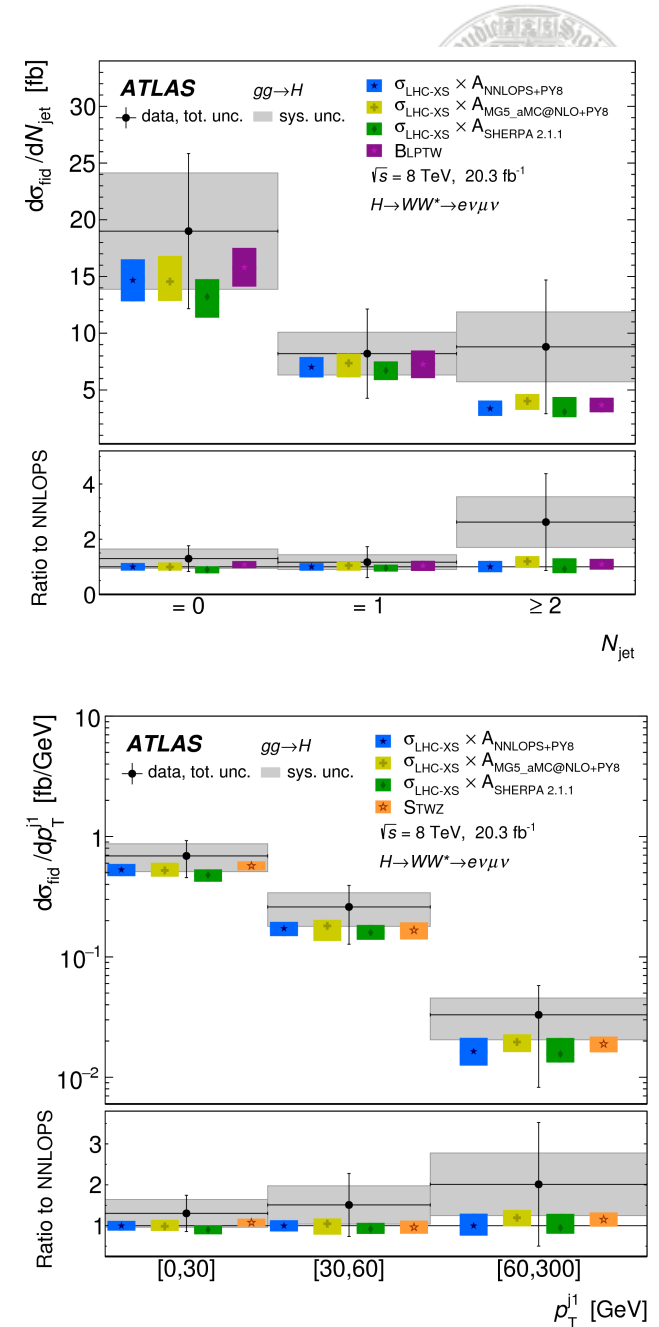 dσfid /dNjet [fb]
ATLAS gg→H
data, tot. unc. sys. unc.
σLHC-XS × ANNLOPS+PY8
σLHC-XS × AMG5_aMC@NLO+PY8
σLHC-XS × ASHERPA 2.1.1
BLPTW
√s = 8 TeV, 20.3 fb-1
H→WW*→eνμν
30
25
20
15
10
5
Ratio to NNLOPS
4
2
0
= 0 = 1 ≥ 2
Njet
dσfid /dpTj1 [fb/GeV]
ATLAS gg→H
data, tot. unc. sys. unc.
σLHC-XS × ANNLOPS+PY8
σLHC-XS × AMG5_aMC@NLO+PY8
σLHC-XS × ASHERPA 2.1.1
STWZ
√s = 8 TeV, 20.3 fb-1
H→WW*→eνμν
10
1
10−1
10−2
Ratio to NNLOPS
3
2
1
[0,30] [30,60] [60,300]
pTj1 [GeV]